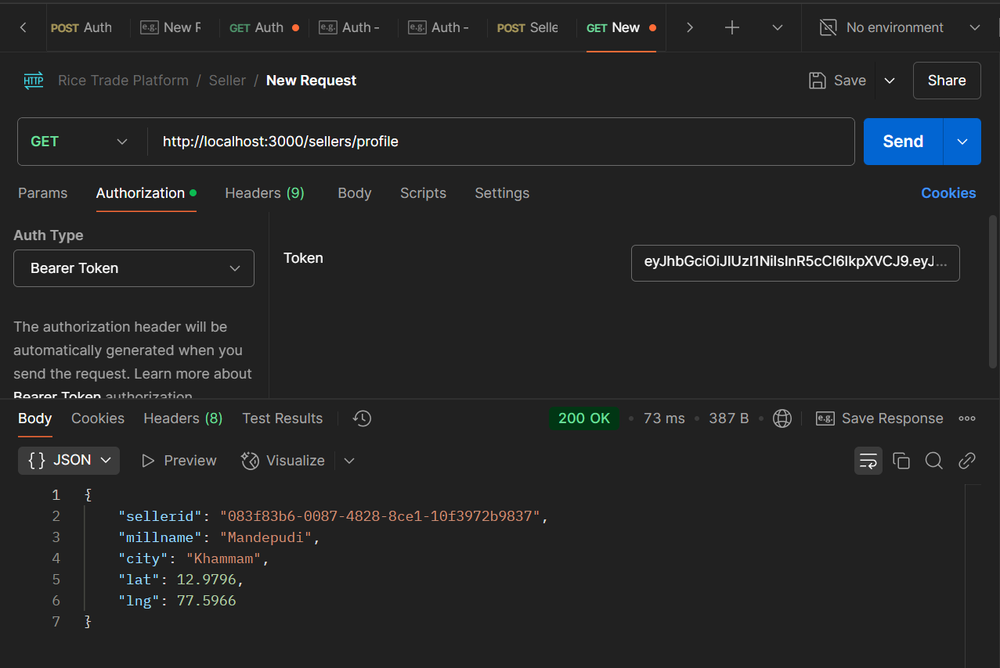 POST Auth
e.g. New F
GET Auth
e.g. Auth -
e.g. Auth -
POST Selle
GET New
No environment
HTTP Rice Trade Platform / Seller / New Request
Save
Share
GET
http://localhost:3000/sellers/profile
Send
Params
Authorization
Headers (9)
Body
Scripts
Settings
Cookies
Auth Type
Bearer Token
Token
eyJhbGciOiJIUzI1NiIsInR5cCI6IkpXVCJ9.eyJ...
The authorization header will be
automatically generated when you
send the request. Learn more about
Bearer Token authorization
Body
Cookies
Headers (8)
Test Results
200 OK • 73 ms • 387 B •
e.g. Save Response
{} JSON
Preview
Visualize
1 {
2 "sellerid": "083f83b6-0087-4828-8ce1-10f3972b9837",
3 "millname": "Mandepudi",
4 "city": "Khammam",
5 "lat": 12.9796,
6 "lng": 77.5966
7 }